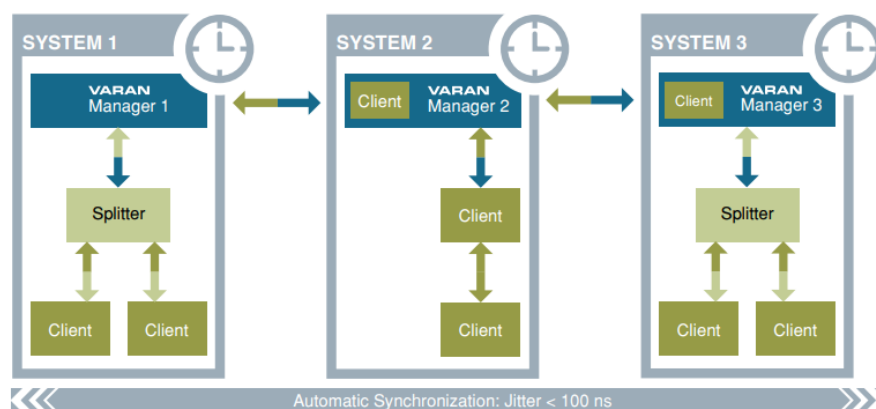 SYSTEM 1
VARAN
Manager 1
Splitter
Client
Client
SYSTEM 2
Client
VARAN
Manager 2
Client
Client
SYSTEM 3
Client
VARAN
Manager 3
Splitter
Client
Client
Automatic Synchronization: Jitter < 100 ns